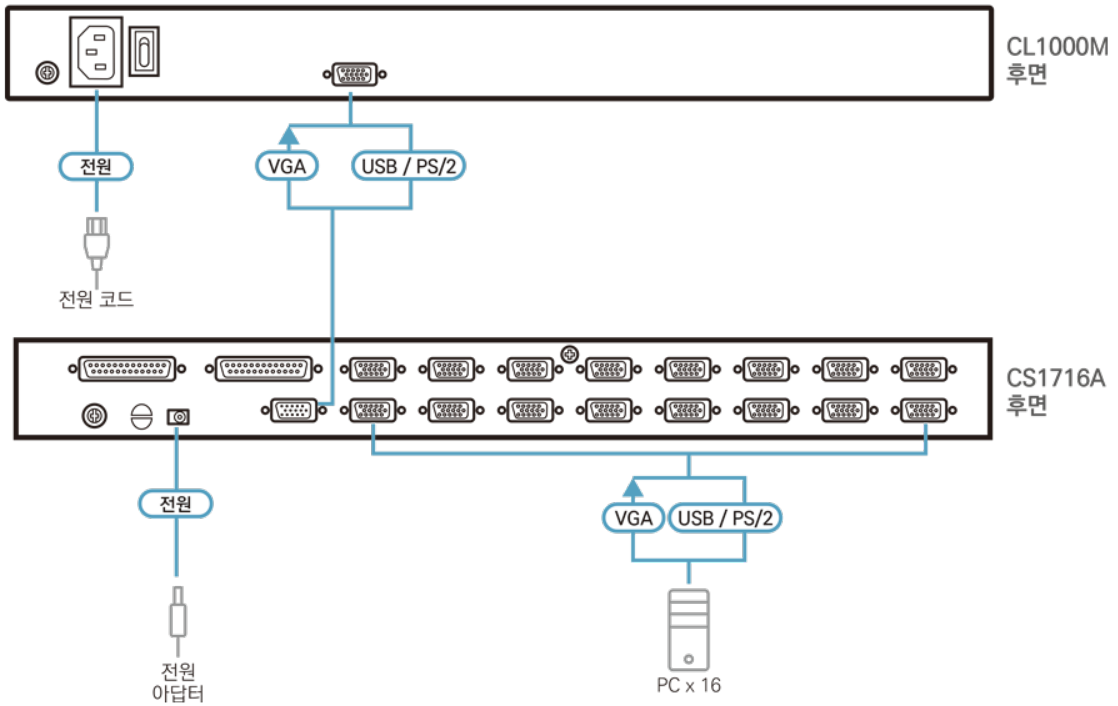 CL1000M
후면
전원
VGA
USB / PS/2
전원 코드
CS1716A
후면
전원
VGA
USB / PS/2
전원
아답터
PC x 16